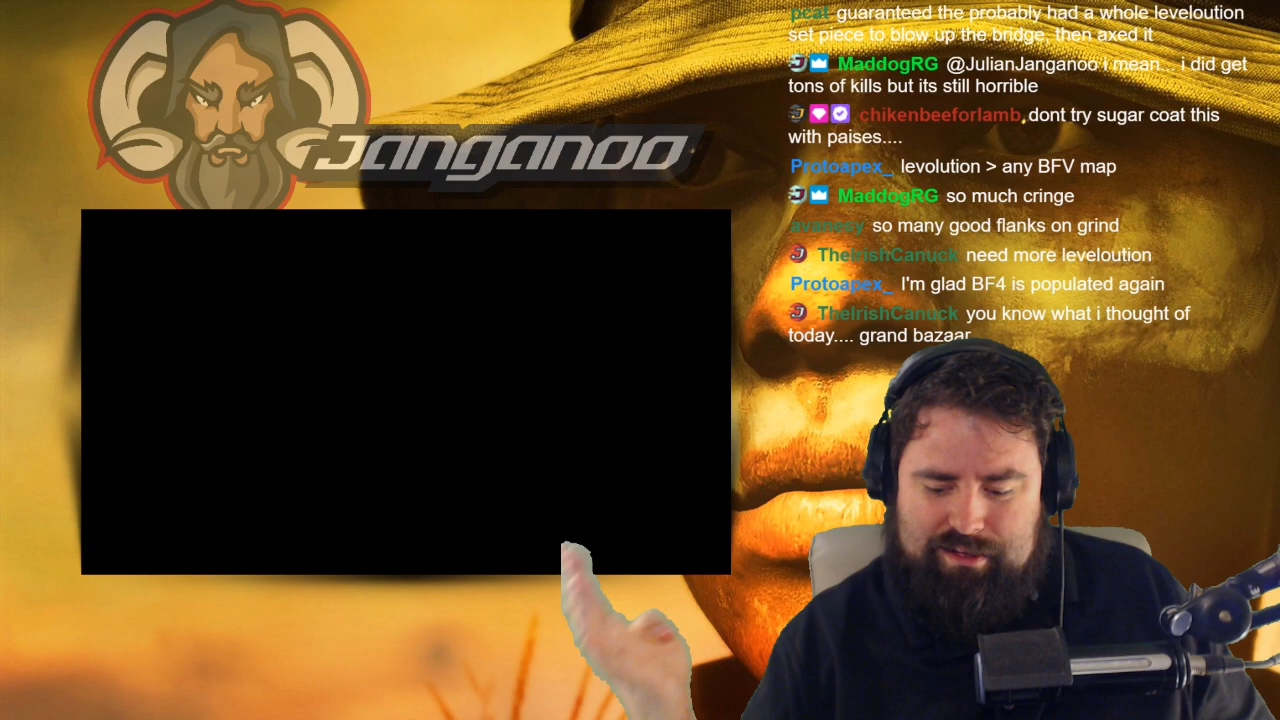 Janganoo
pcat guaranteed the probably had a whole leveloution
set piece to blow up the bridge, then axed it
MaddogRG @JulianJanganoo i mean... i did get
tons of kills but its still horrible
chikenbeeforlamb dont try sugar coat this
with paises....
Protoapex_ levolution > any BFV map
MaddogRG so much cringe
avanesy so many good flanks on grind
TheIrishCanuck need more leveloution
Protoapex_ I'm glad BF4 is populated again
TheIrishCanuck you know what i thought of
today.... grand bazaar